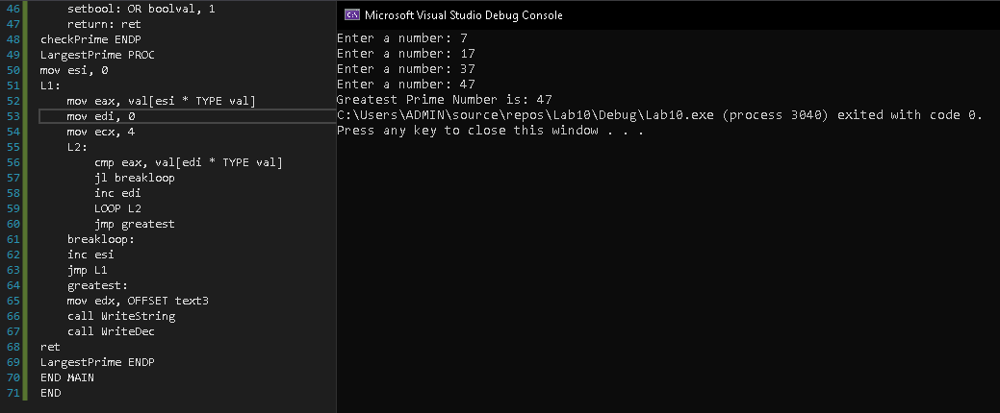 46 setbool: OR boolval, 1
47 return: ret
48 checkPrime ENDP
49 LargestPrime PROC
50 mov esi, 0
51 L1:
52 mov eax, val[esi * TYPE val]
53 mov edi, 0
54 mov ecx, 4
55 L2:
56 cmp eax, val[edi * TYPE val]
57 jl breakloop
58 inc edi
59 LOOP L2
60 jmp greatest
61 breakloop:
62 inc esi
63 jmp L1
64 greatest:
65 mov edx, OFFSET text3
66 call WriteString
67 call WriteDec
68 ret
69 LargestPrime ENDP
70 END MAIN
71 END
C:\ Microsoft Visual Studio Debug Console
Enter a number: 7
Enter a number: 17
Enter a number: 37
Enter a number: 47
Greatest Prime Number is: 47
C:\Users\ADMIN\source\repos\Lab10\Debug\Lab10.exe (process 3040) exited with code 0.
Press any key to close this window . . .